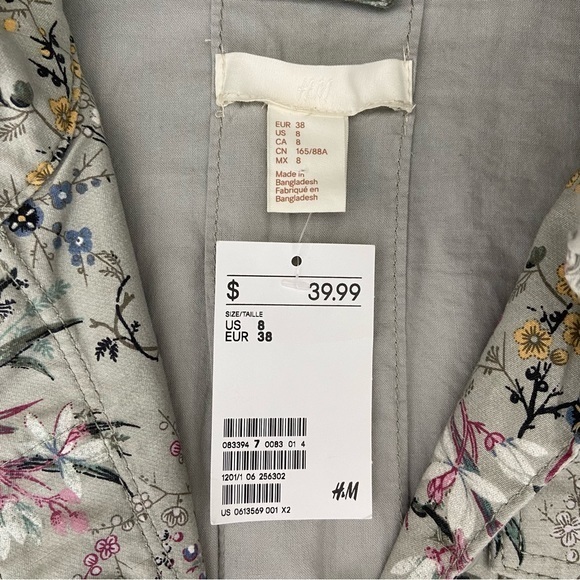 H&M
EUR 38
US 8
CA 8
CN 165/88A
MX 8
Made in
Bangladesh
Fabriqué en
Bangladesh
$ 39.99
SIZE/TAILLE
US 8
EUR 38
083394 7 0083 01 4
1201/1 06 256302
H&M
US 0613569 001 X2